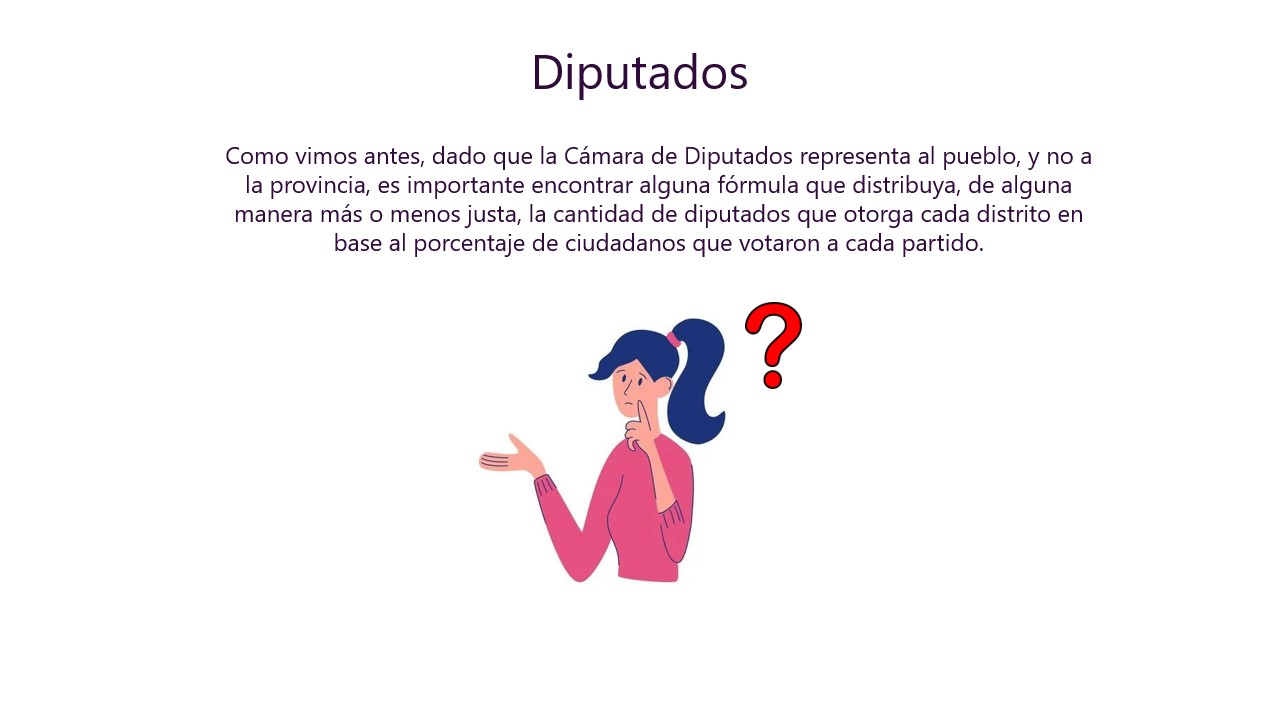 Diputados
Como vimos antes, dado que la Cámara de Diputados representa al pueblo, y no a
la provincia, es importante encontrar alguna fórmula que distribuya, de alguna
manera más o menos justa, la cantidad de diputados que otorga cada distrito en
base al porcentaje de ciudadanos que votaron a cada partido.
?